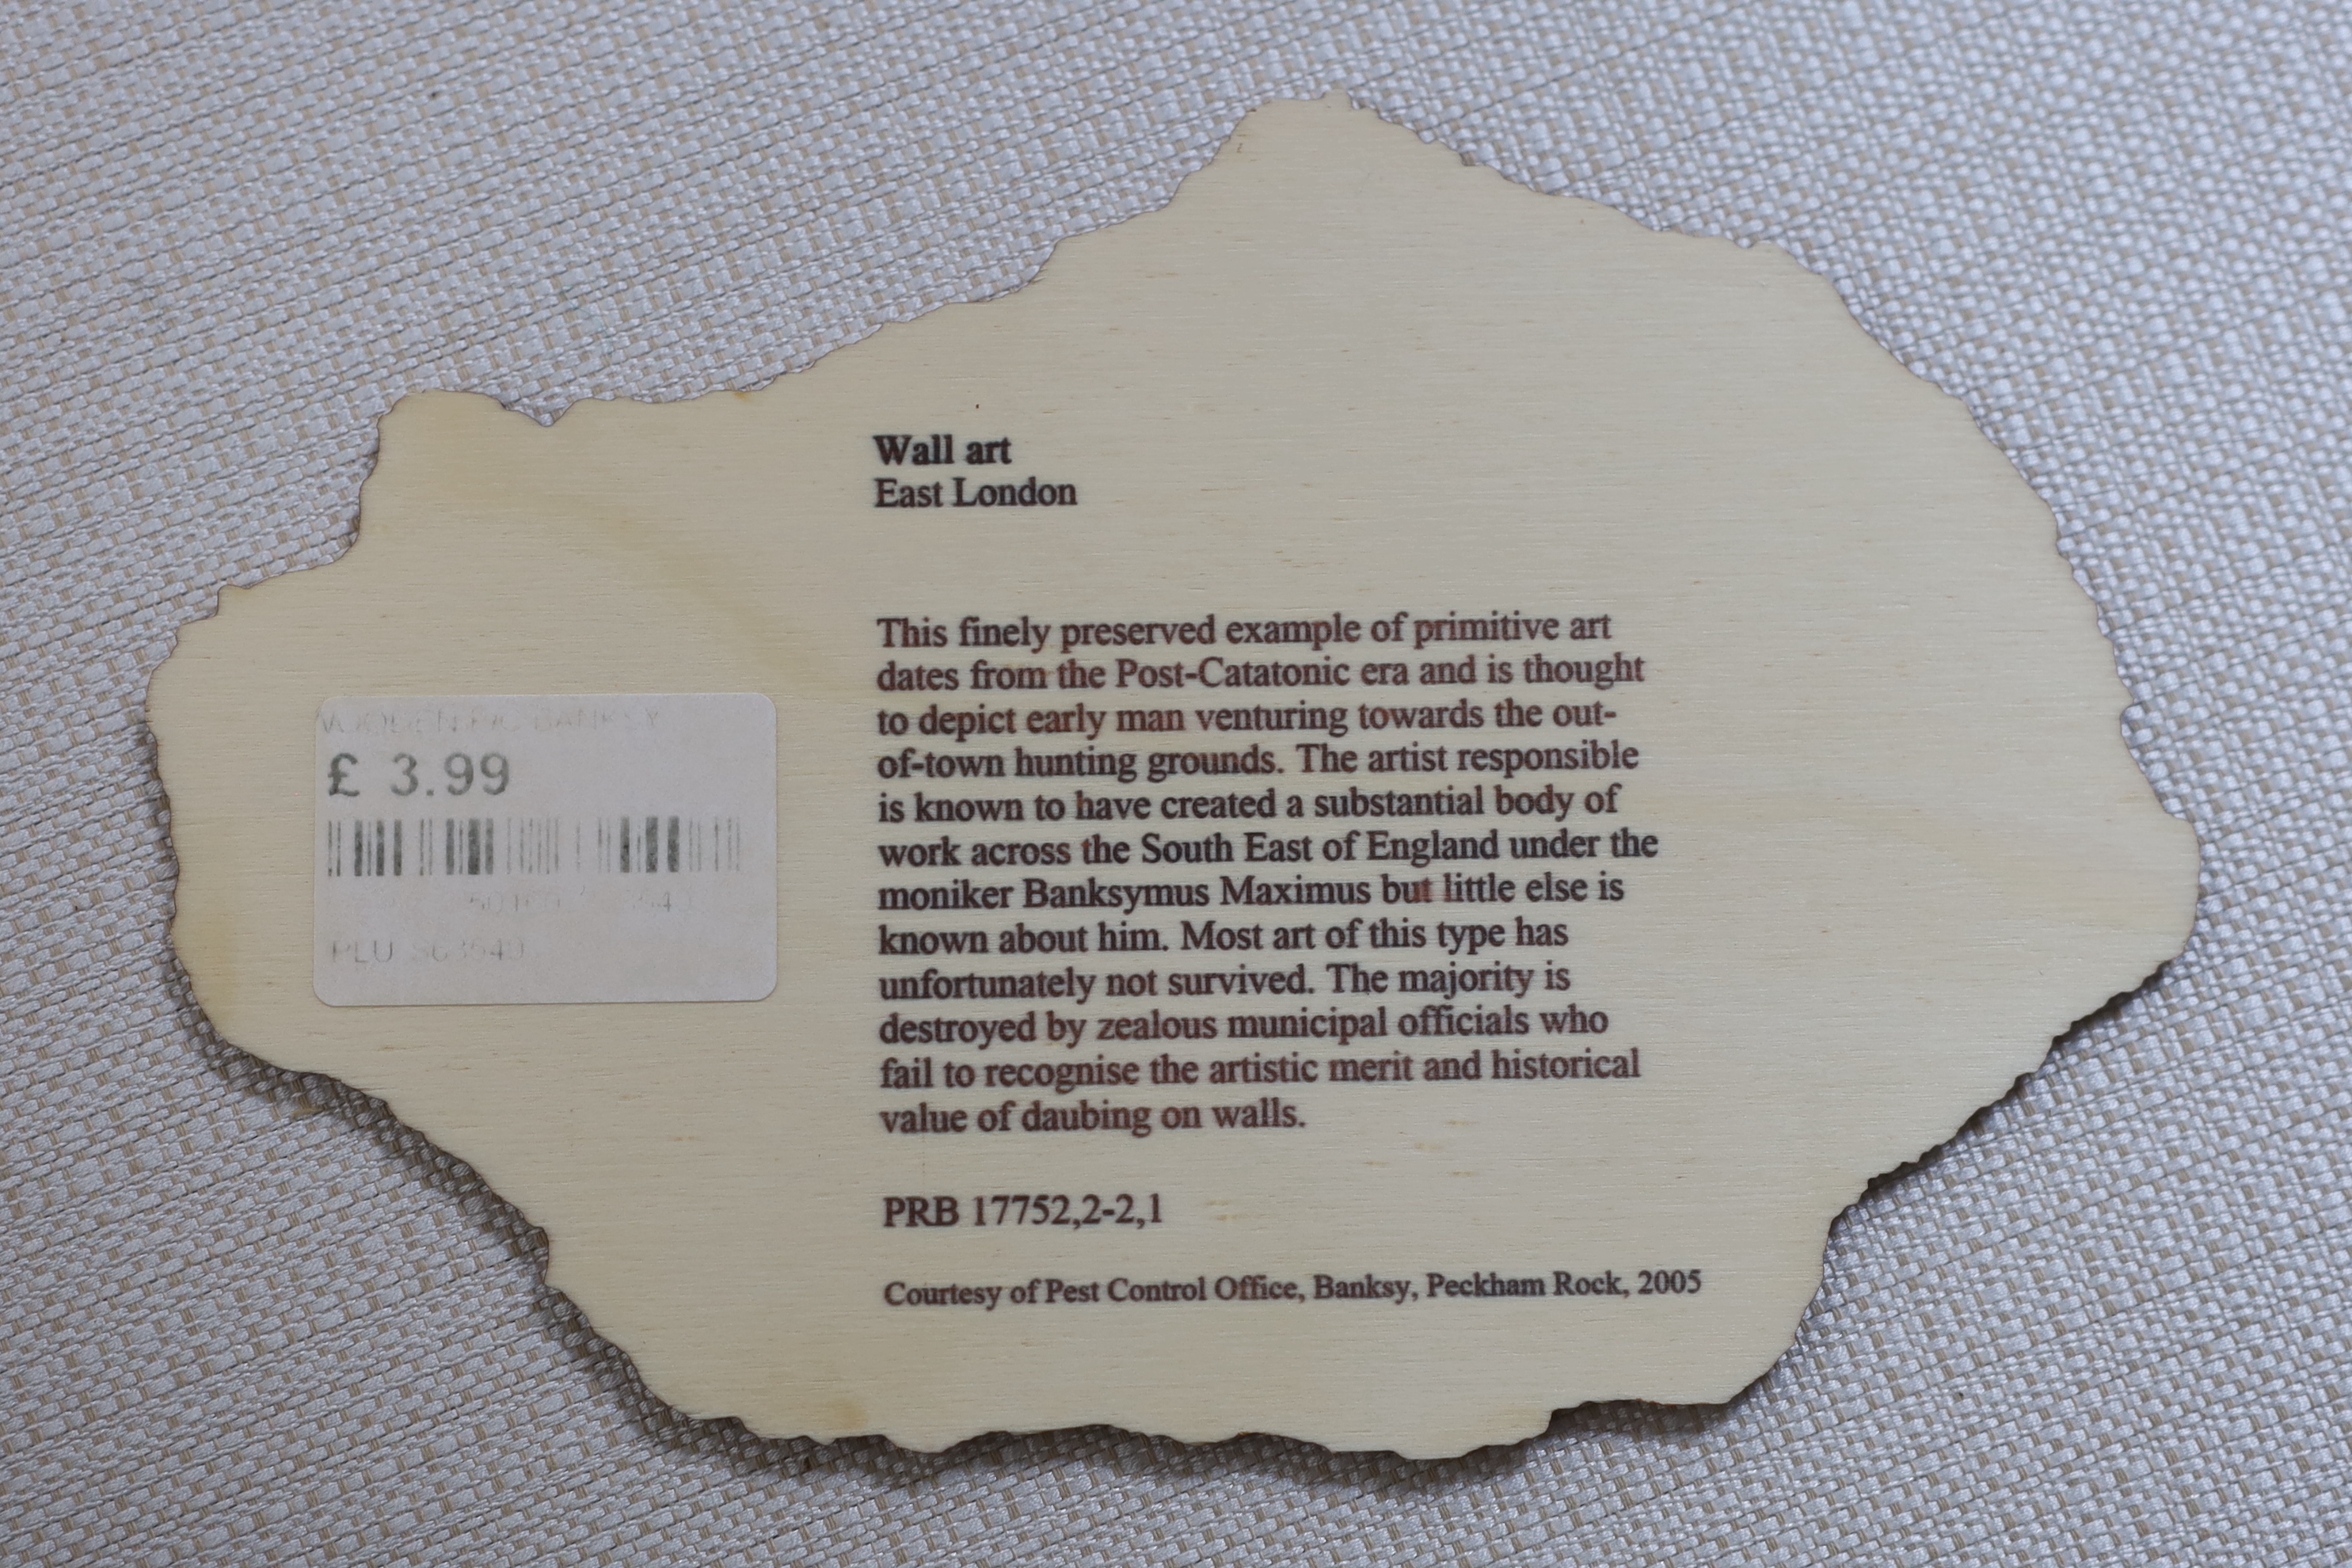 Wall art
East London
This finely preserved example of primitive art
dates from the Post-Catatonic era and is thought
to depict early man venturing towards the out-
of-town hunting grounds. The artist responsible
is known to have created a substantial body of
work across the South East of England under the
moniker Banksymus Maximus but little else is
known about him. Most art of this type has
unfortunately not survived. The majority is
destroyed by zealous municipal officials who
fail to recognise the artistic merit and historical
value of daubing on walls.
PRB 17752,2-2,1
Courtesy of Pest Control Office, Banksy, Peckham Rock, 2005
WOODEN BANKSY
£ 3.99
PLU